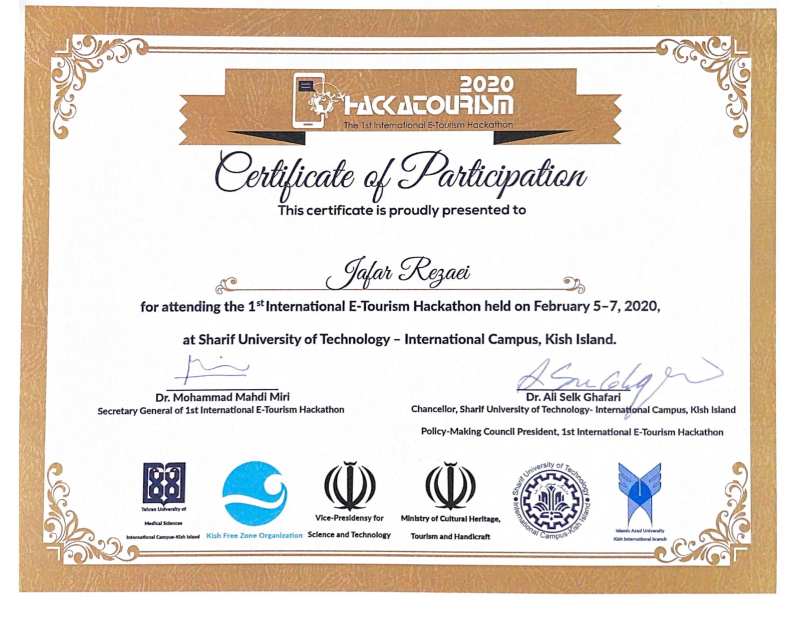 2020
HACKATOURISM
The 1st International E-Tourism Hackathon
Certificate of Participation
This certificate is proudly presented to
Jafar Rezaei
for attending the 1st International E-Tourism Hackathon held on February 5-7, 2020,
at Sharif University of Technology – International Campus, Kish Island.
Dr. Mohammad Mahdi Miri
Secretary General of 1st International E-Tourism Hackathon
Dr. Ali Selk Ghafari
Chancellor, Sharif University of Technology- International Campus, Kish Island
Policy-Making Council President, 1st International E-Tourism Hackathon
Tehran University of
Medical Sciences
International Campus-Kish Island
Kish Free Zone Organization
Vice-Presidensy for
Science and Technology
Ministry of Cultural Heritage,
Tourism and Handicraft
Sharif University of Technology
International Campus-Kish Island
Islamic Azad University
Kish International branch